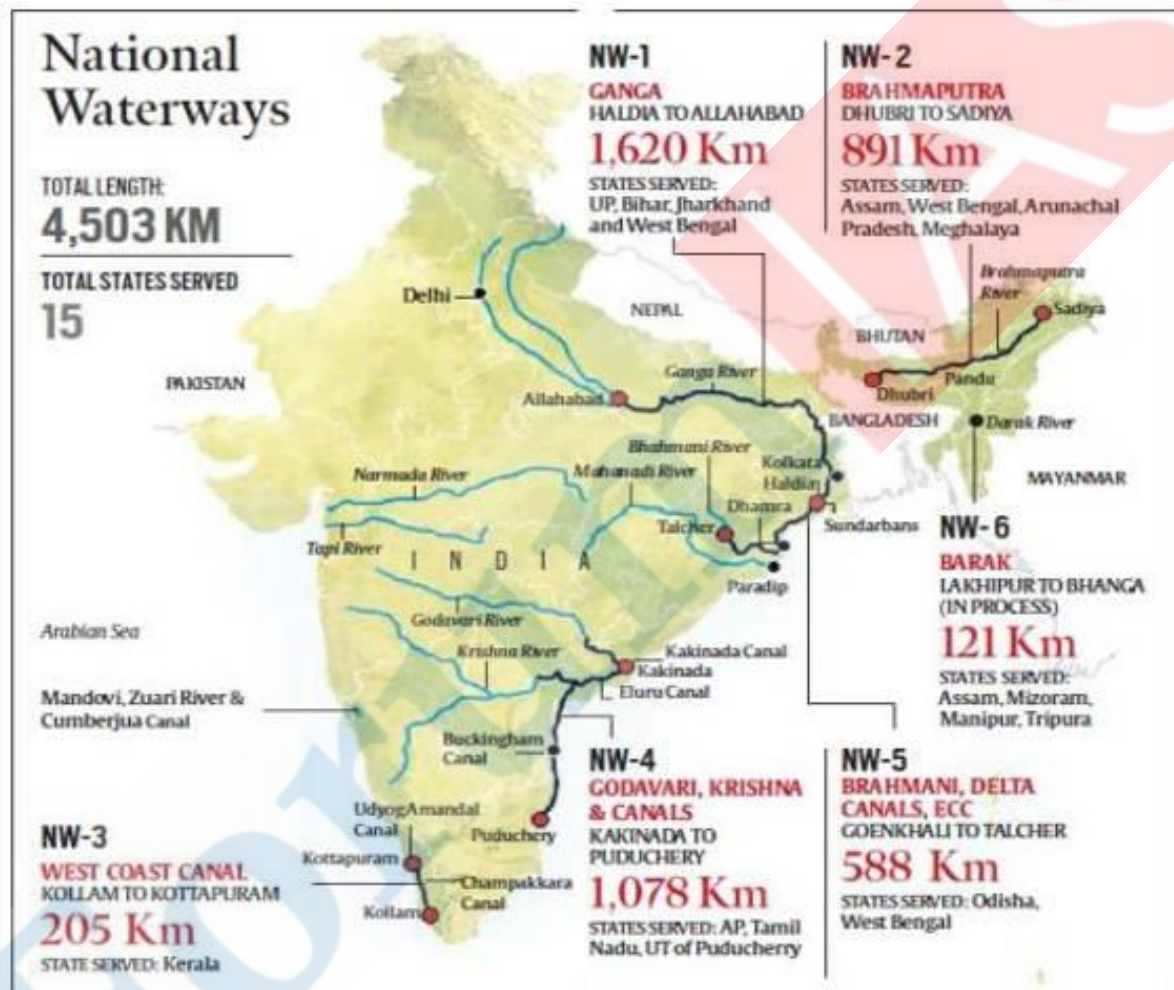 National
Waterways
TOTAL LENGTH:
4,503 KM
TOTAL STATES SERVED
15
NW-1
GANGA
HALDIA TO ALLAHABAD
1,620 Km
STATES SERVED:
UP, Bihar, Jharkhand
and West Bengal
NW-2
BRAHMAPUTRA
DHUBRI TO SADIYA
891 Km
STATES SERVED:
Assam, West Bengal, Arunachal
Pradesh, Meghalaya
Brahmaputra
River
Sadiya
Delhi
NEPAL
BHUTAN
PAKISTAN
Ganga River
Pandu
Dhubri
Allahabad
BANGLADESH
Darak River
Bhahmani River
Narmada River
Mahanadi River
Kolkata
Haldia
MAYANMAR
Dhamra
Talcher
Sundarbans
Tapi River
INDIA
Paradip
NW-6
BARAK
LAKHIPUR TO BHANGA
(IN PROCESS)
121 Km
STATES SERVED:
Assam, Mizoram,
Manipur, Tripura
Godavari River
Arabian Sea
Krishna River
Kakinada Canal
Kakinada
Eluru Canal
Mandovi, Zuari River &
Cumberjua Canal
Buckingham
Canal
NW-4
GODAVARI, KRISHNA
& CANALS
KAKINADA TO
PUDUCHERY
1,078 Km
STATES SERVED: AP, Tamil
Nadu, UT of Puducherry
NW-5
BRAHMANI, DELTA
CANALS, ECC
GOENKHALI TO TALCHER
588 Km
STATES SERVED: Odisha,
West Bengal
UdyogAmandal
Canal
Puduchery
Kottapuram
Champakkara
Canal
Kollam
NW-3
WEST COAST CANAL
KOLLAM TO KOTTAPURAM
205 Km
STATE SERVED: Kerala